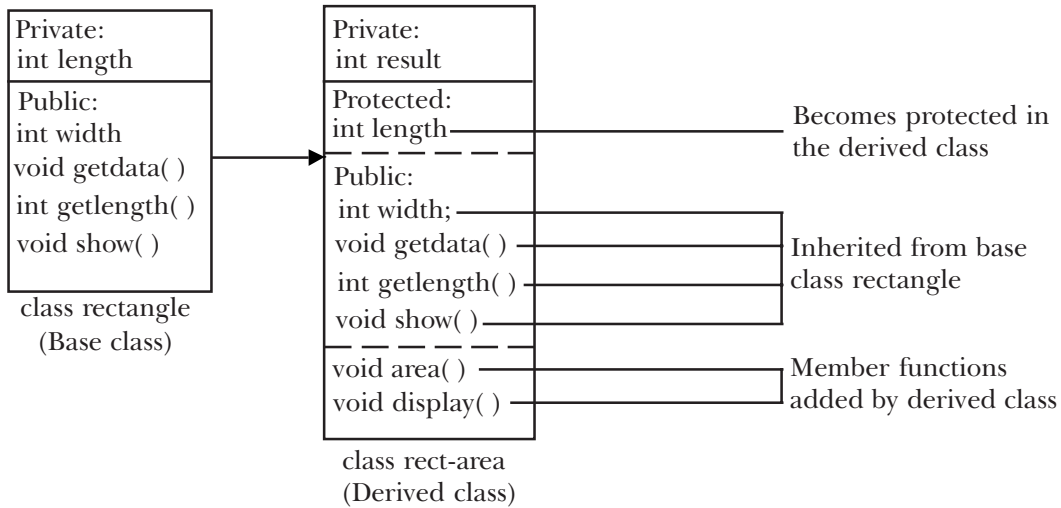 Private:
int length
Public:
int width
void getdata( )
int getlength( )
void show( )
class rectangle
(Base class)
Private:
int result
Protected:
int length
Public:
int width;
void getdata( )
int getlength( )
void show( )
void area( )
void display( )
class rect-area
(Derived class)
Becomes protected in
the derived class
Inherited from base
class rectangle
Member functions
added by derived class